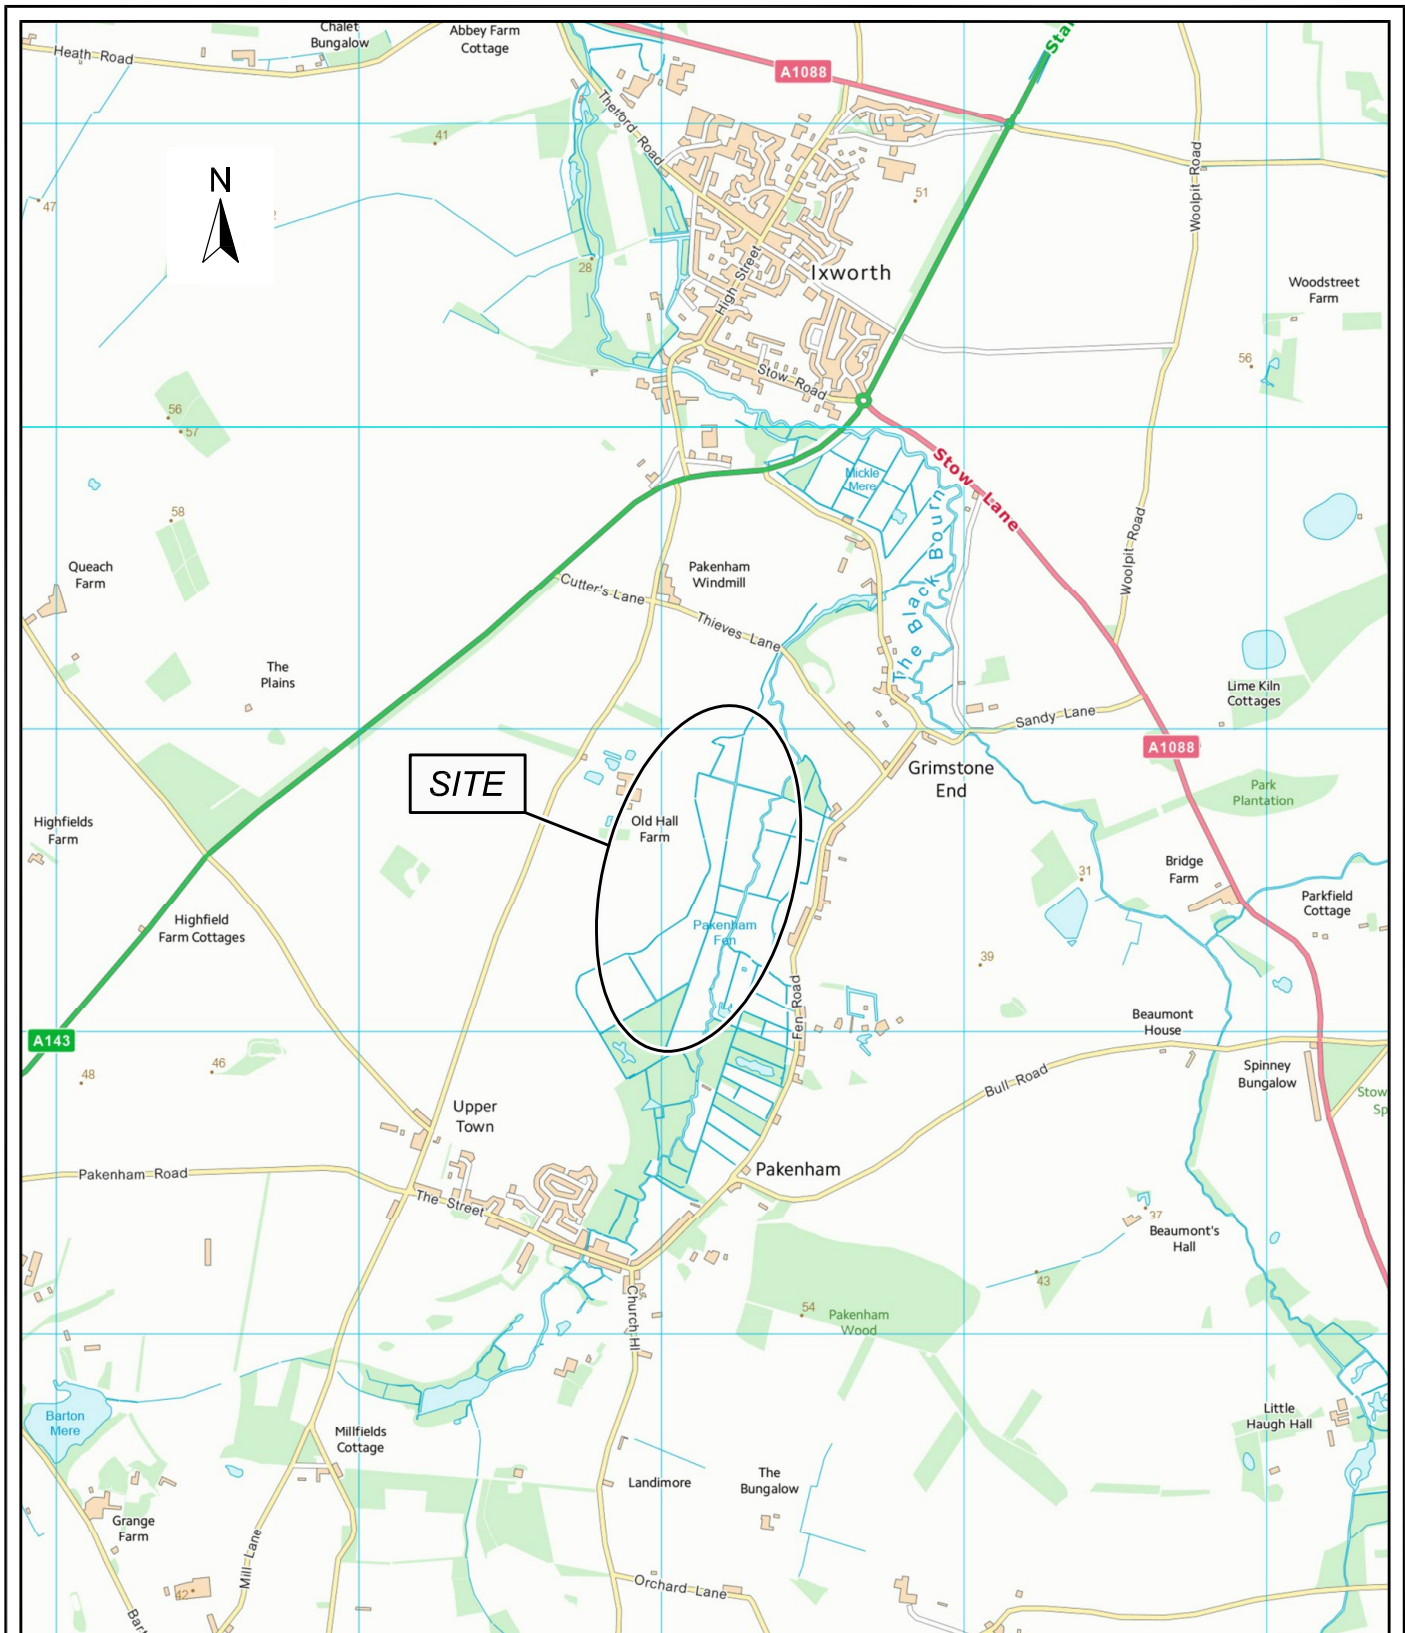 Chalet
Bungalow
Abbey Farm
Cottage
Heath Road
A1088
Thetford Road
41
N
47
51
28
High Street
Ixworth
Woolpit Road
Woodstreet
Farm
56
56
57
Stow Road
Stow Lane
Mickle
Mere
58
The Black Bourn
Woolpit Road
Queach
Farm
Pakenham
Windmill
Cutter's Lane
Thieves Lane
The
Plains
Lime Kiln
Cottages
Sandy Lane
A1088
SITE
Grimstone
End
Park
Plantation
Old Hall
Farm
Highfields
Farm
Bridge
Farm
31
Parkfield
Cottage
Highfield
Farm Cottages
Pakenham
Fen
39
Fen Road
Beaumont
House
A143
46
48
Bull Road
Spinney
Bungalow
Stow
Sp
Upper
Town
Pakenham Road
Pakenham
The Street
37
Beaumont's
Hall
43
54
Pakenham
Wood
Church Hl
Barton
Mere
Millfields
Cottage
Little
Haugh Hall
Landimore
The
Bungalow
Grange
Farm
Mill Lane
42
Orchard Lane